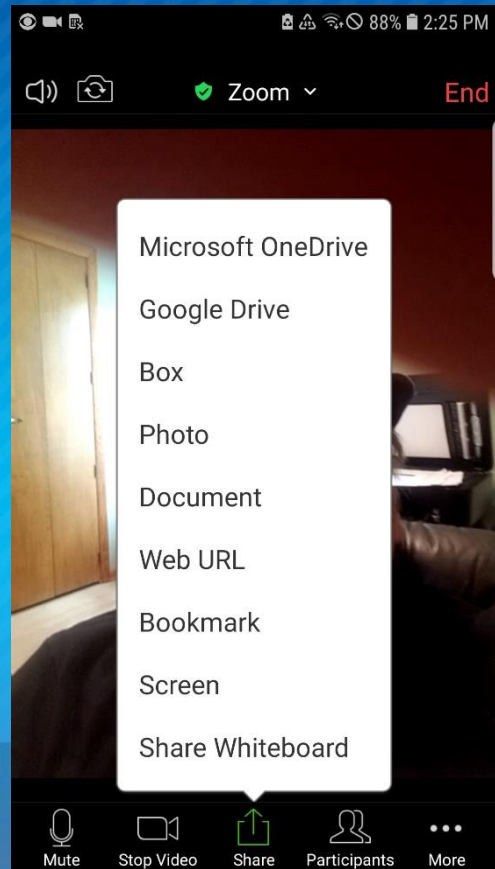 88% 2:25 PM
Zoom End
Microsoft OneDrive
Google Drive
Box
Photo
Document
Web URL
Bookmark
Screen
Share Whiteboard
Mute Stop Video Share Participants More